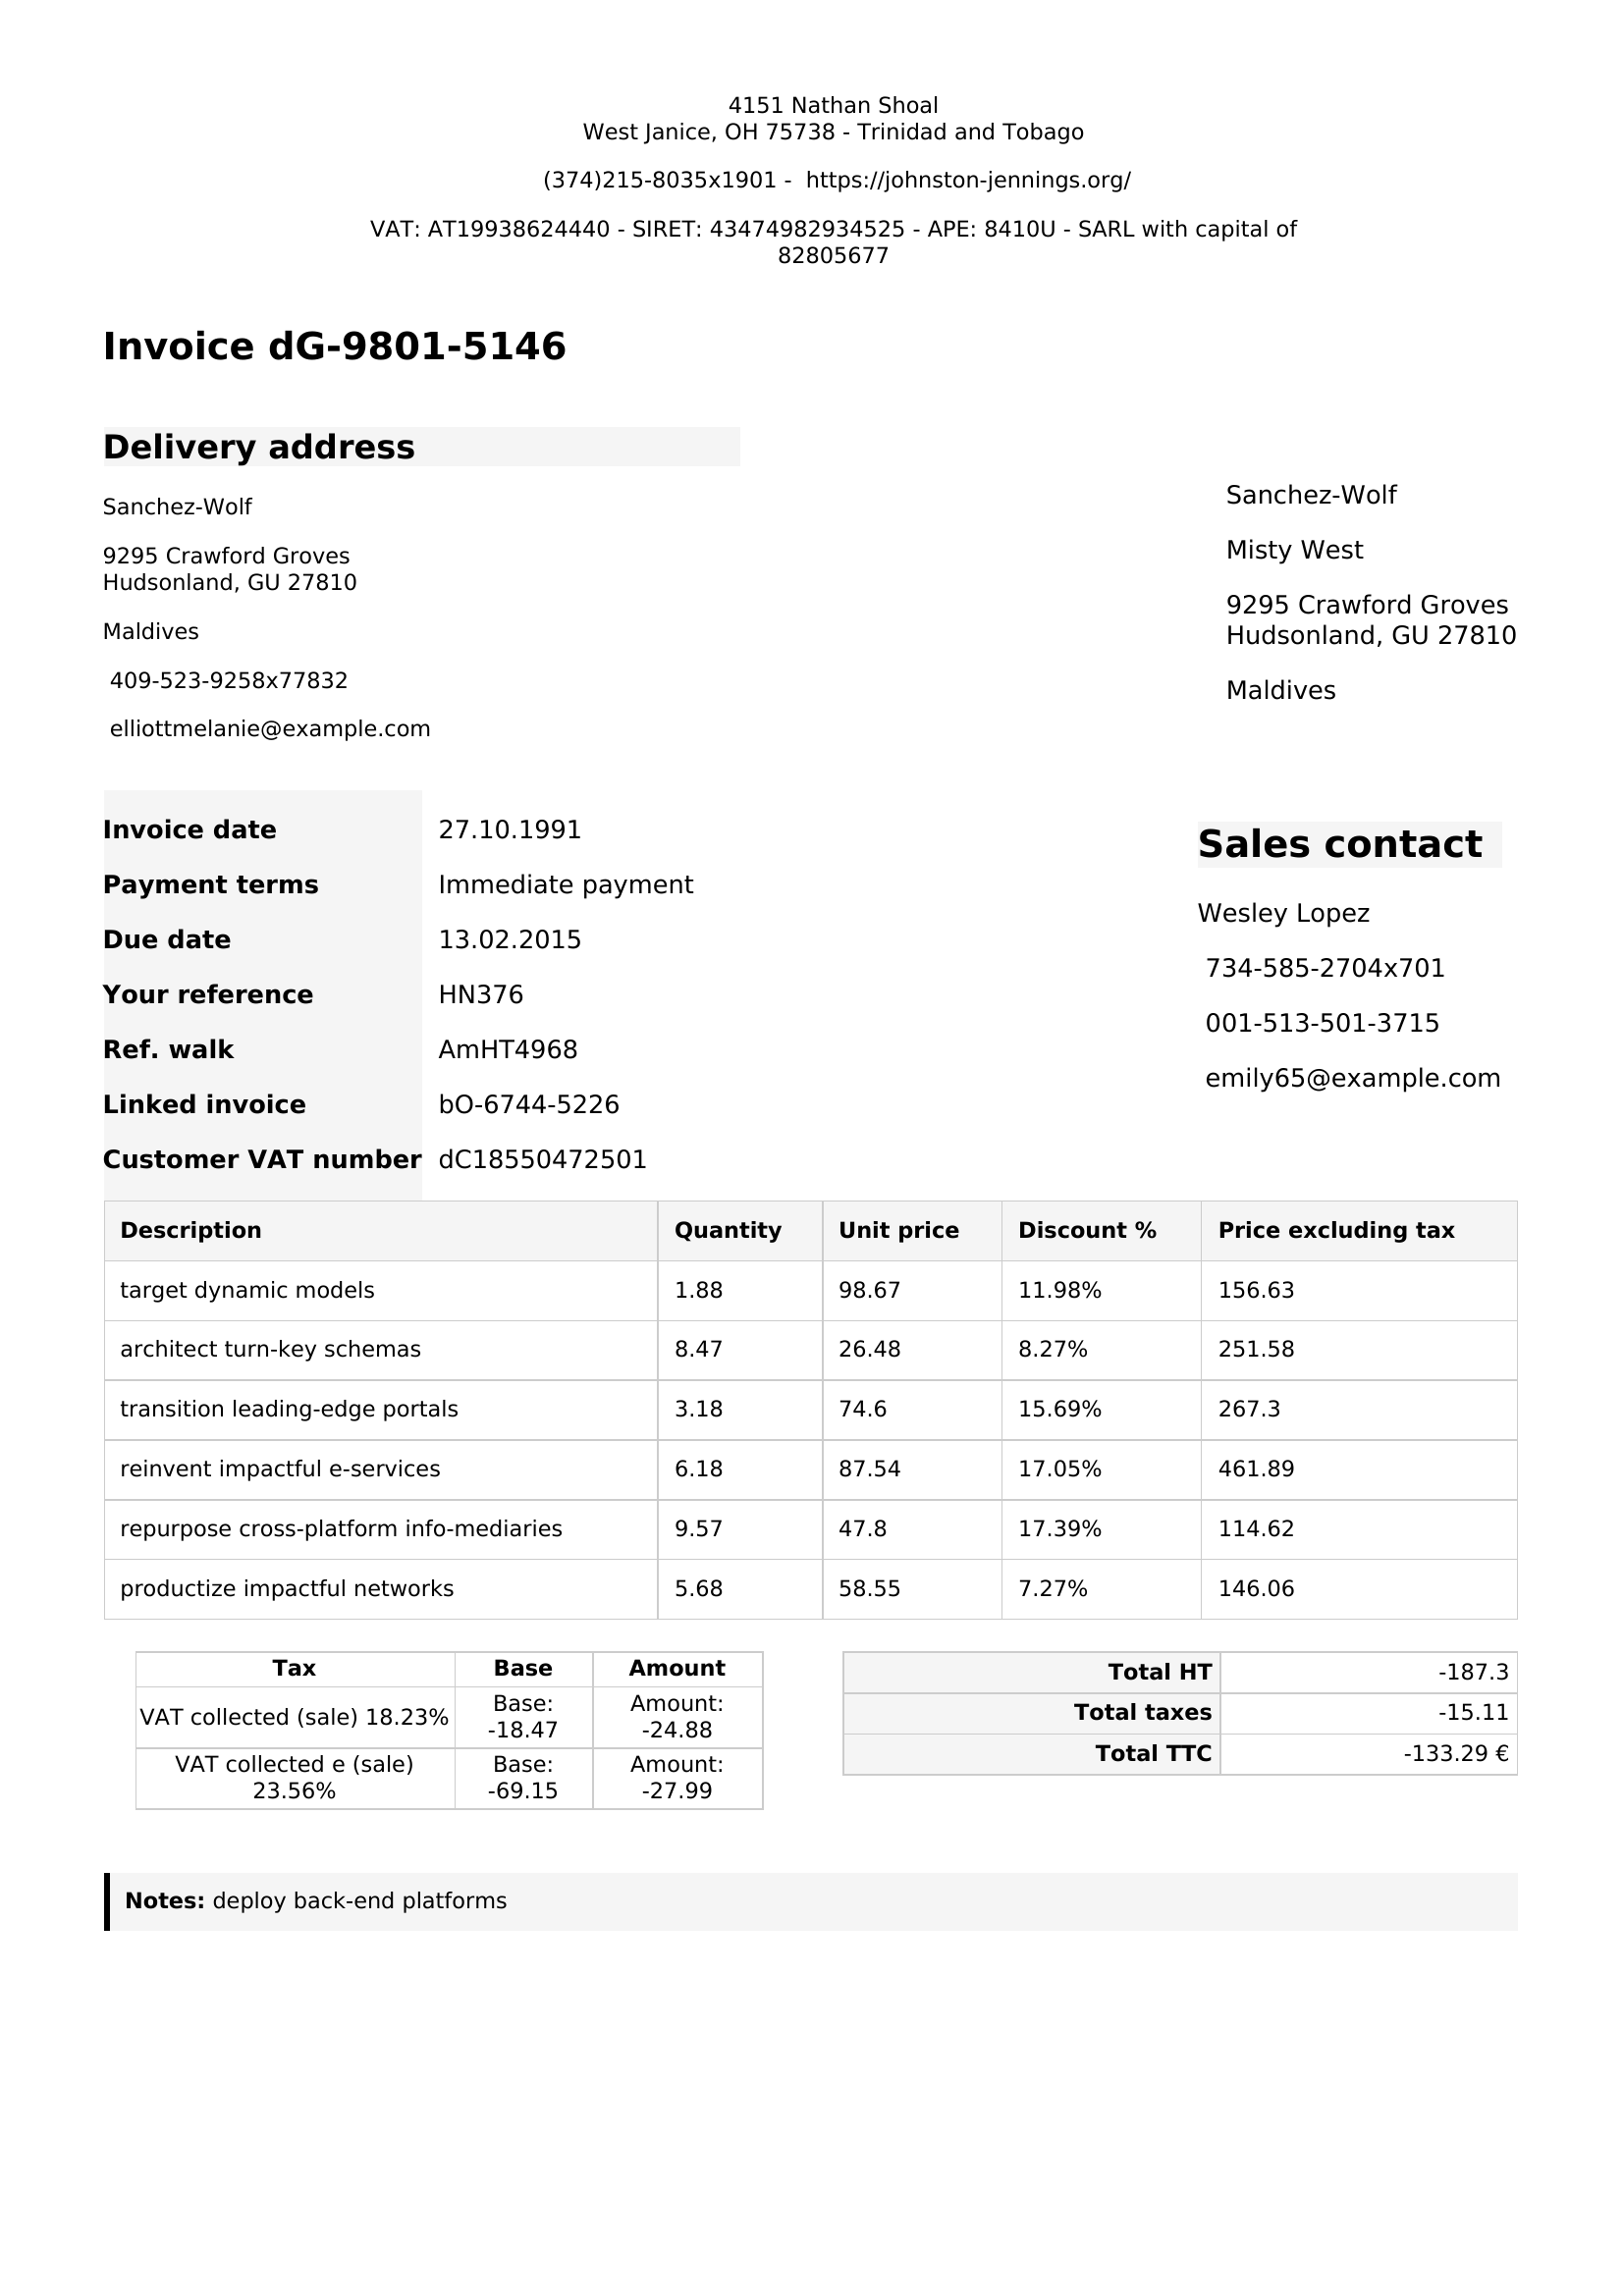 4151 Nathan Shoal
West Janice, OH 75738 - Trinidad and Tobago
(374)215-8035x1901 -  https://johnston-jennings.org/
VAT: AT19938624440 - SIRET: 43474982934525 - APE: 8410U - SARL with capital of
82805677
Invoice dG-9801-5146
Delivery address
Sanchez-Wolf
9295 Crawford Groves
Hudsonland, GU 27810
Maldives
409-523-9258x77832
elliottmelanie@example.com
Sanchez-Wolf
Misty West
9295 Crawford Groves
Hudsonland, GU 27810
Maldives
Invoice date 27.10.1991
Payment terms Immediate payment
Due date 13.02.2015
Your reference HN376
Ref. walk AmHT4968
Linked invoice bO-6744-5226
Customer VAT number dC18550472501
Sales contact
Wesley Lopez
734-585-2704x701
001-513-501-3715
emily65@example.com
Description Quantity Unit price Discount % Price excluding tax
target dynamic models 1.88 98.67 11.98% 156.63
architect turn-key schemas 8.47 26.48 8.27% 251.58
transition leading-edge portals 3.18 74.6 15.69% 267.3
reinvent impactful e-services 6.18 87.54 17.05% 461.89
repurpose cross-platform info-mediaries 9.57 47.8 17.39% 114.62
productize impactful networks 5.68 58.55 7.27% 146.06
Tax Base Amount
VAT collected (sale) 18.23% Base: -18.47 Amount: -24.88
VAT collected e (sale) 23.56% Base: -69.15 Amount: -27.99
Total HT -187.3
Total taxes -15.11
Total TTC -133.29 €
Notes: deploy back-end platforms